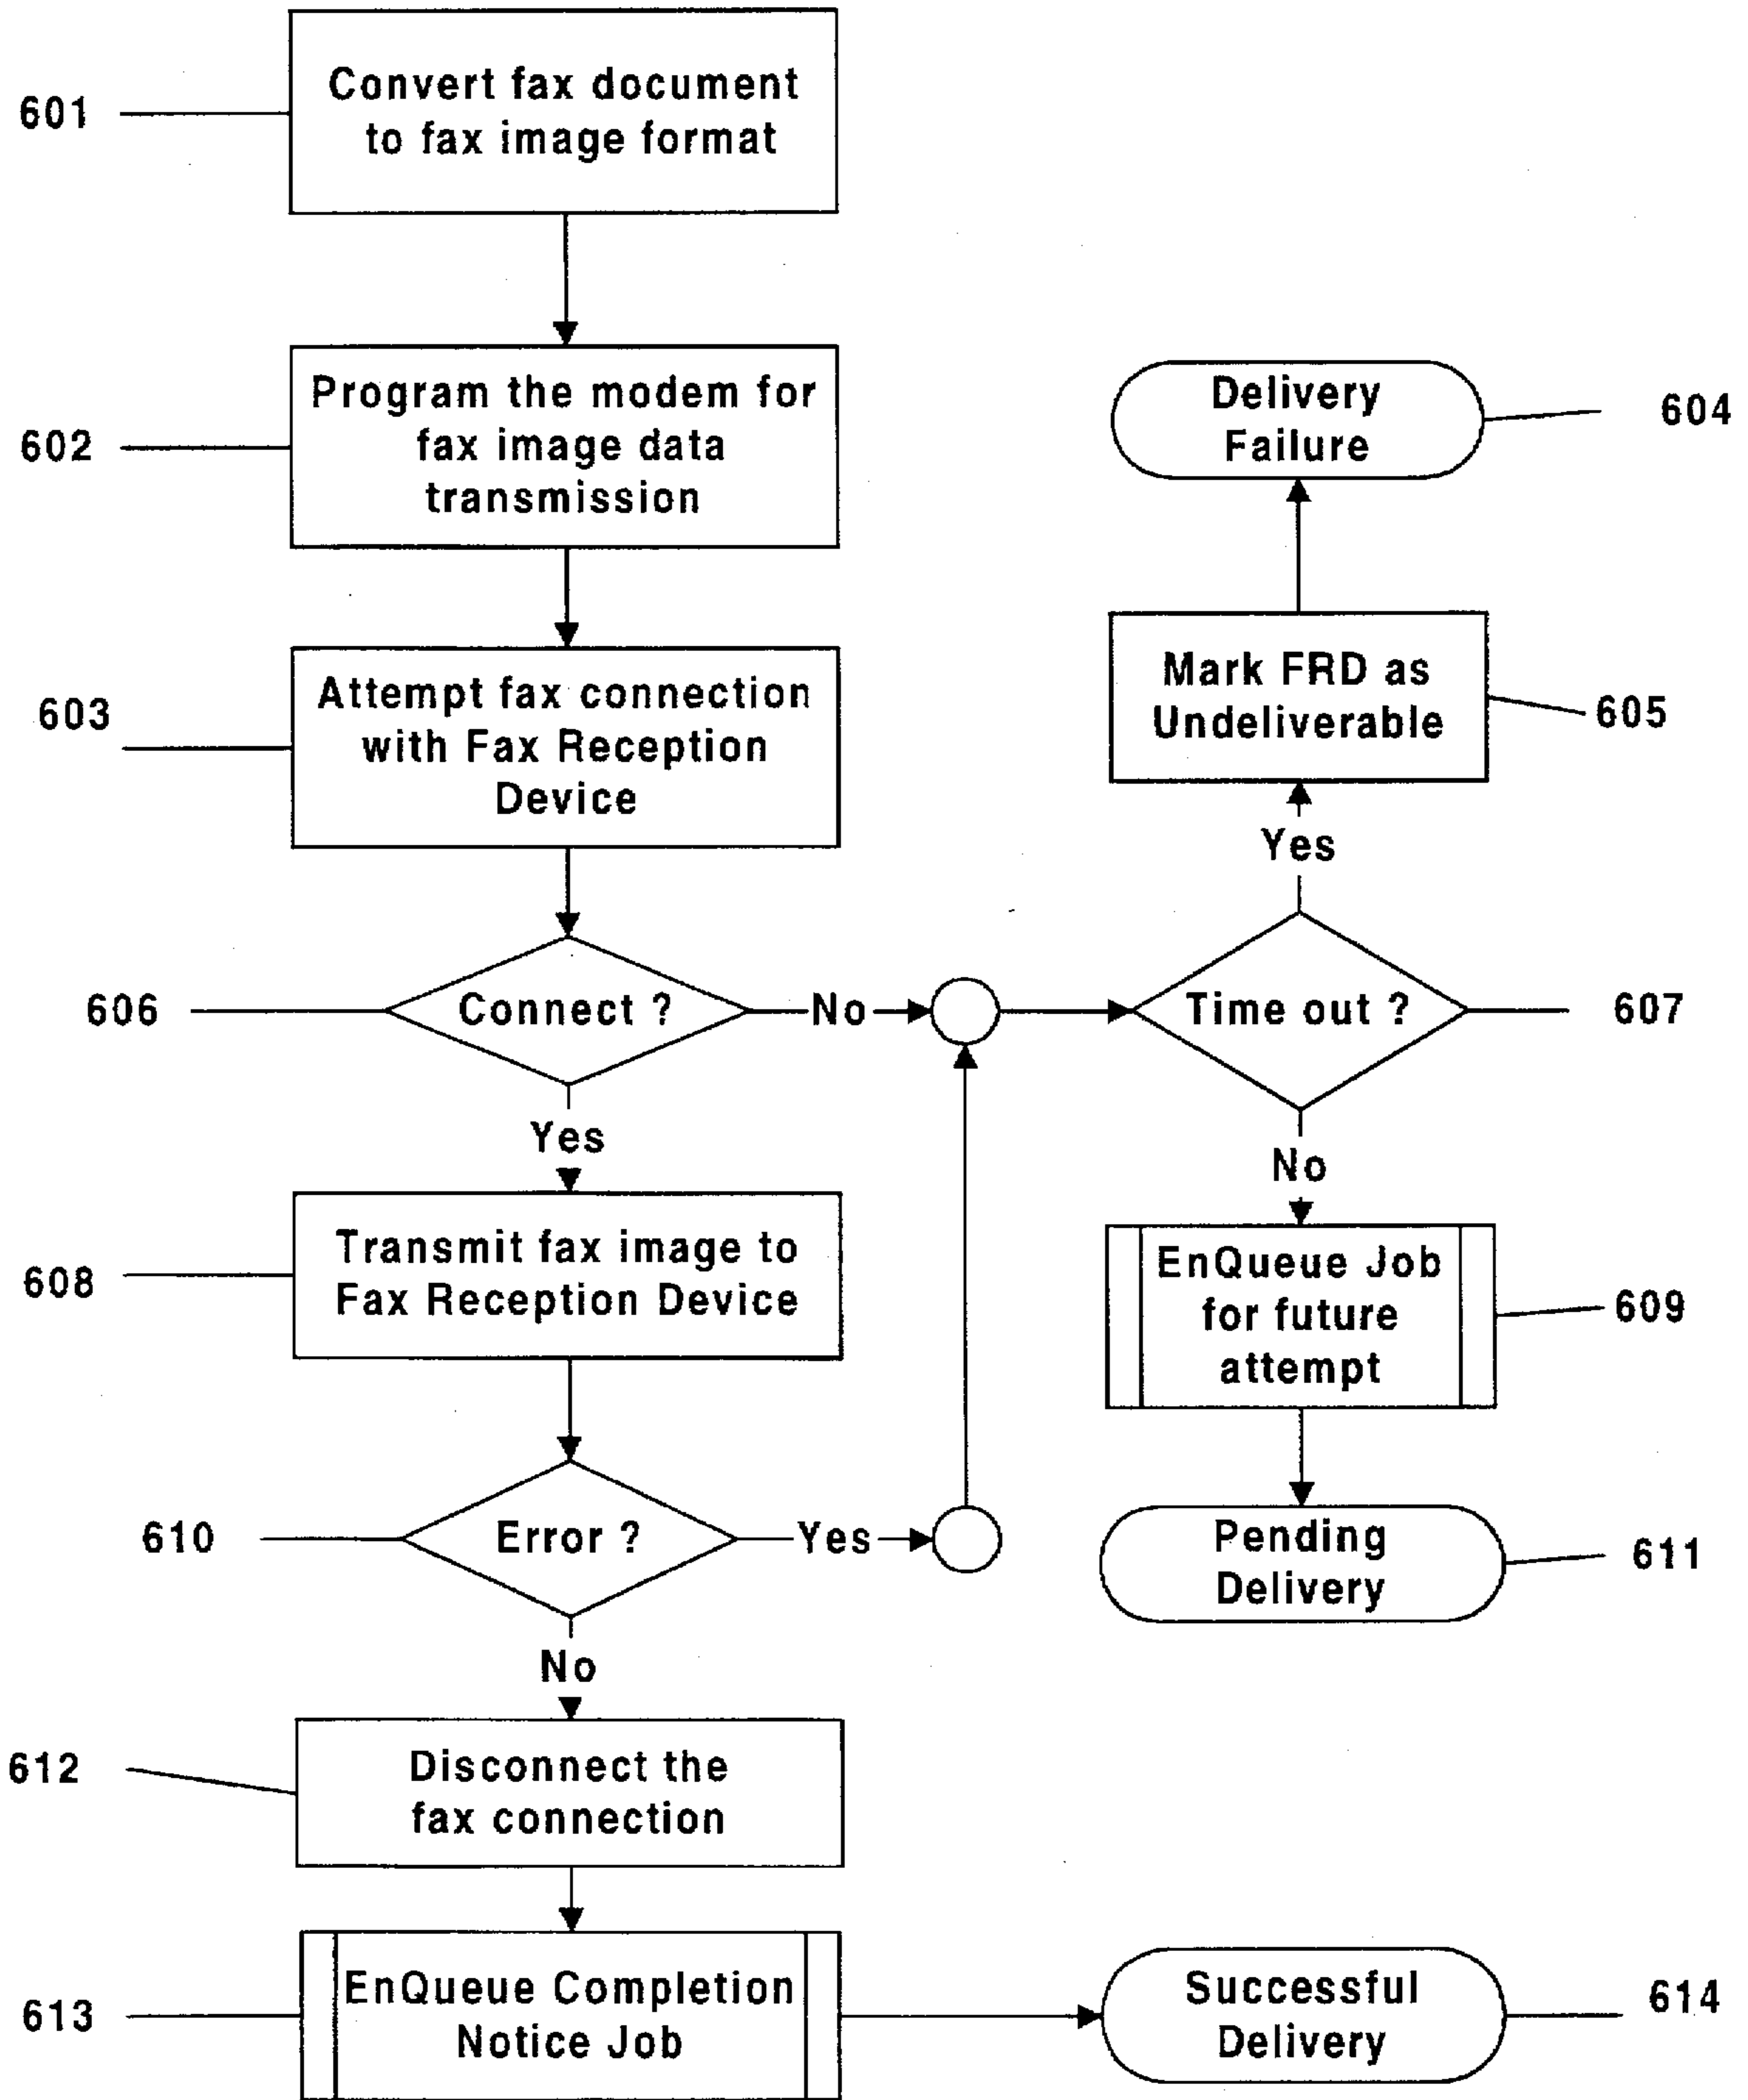 601
Convert fax document
to fax image format
602
Program the modem for
fax image data
transmission
Delivery
Failure
604
603
Attempt fax connection
with Fax Reception
Device
Mark FRD as
Undeliverable
605
Yes
606
Connect ?
No
Time out ?
607
Yes
No
608
Transmit fax image to
Fax Reception Device
EnQueue Job
for future
attempt
609
610
Error ?
Yes
Pending
Delivery
611
No
612
Disconnect the
fax connection
613
EnQueue Completion
Notice Job
Successful
Delivery
614